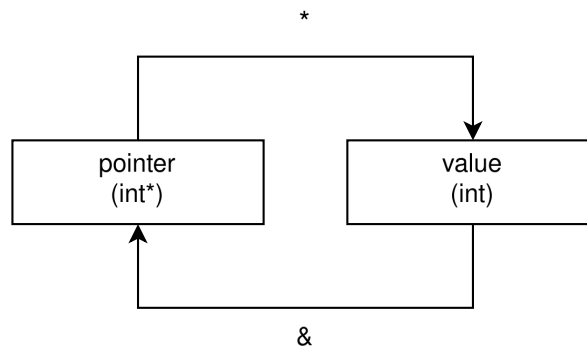 *
pointer
(int*)
value
(int)
&